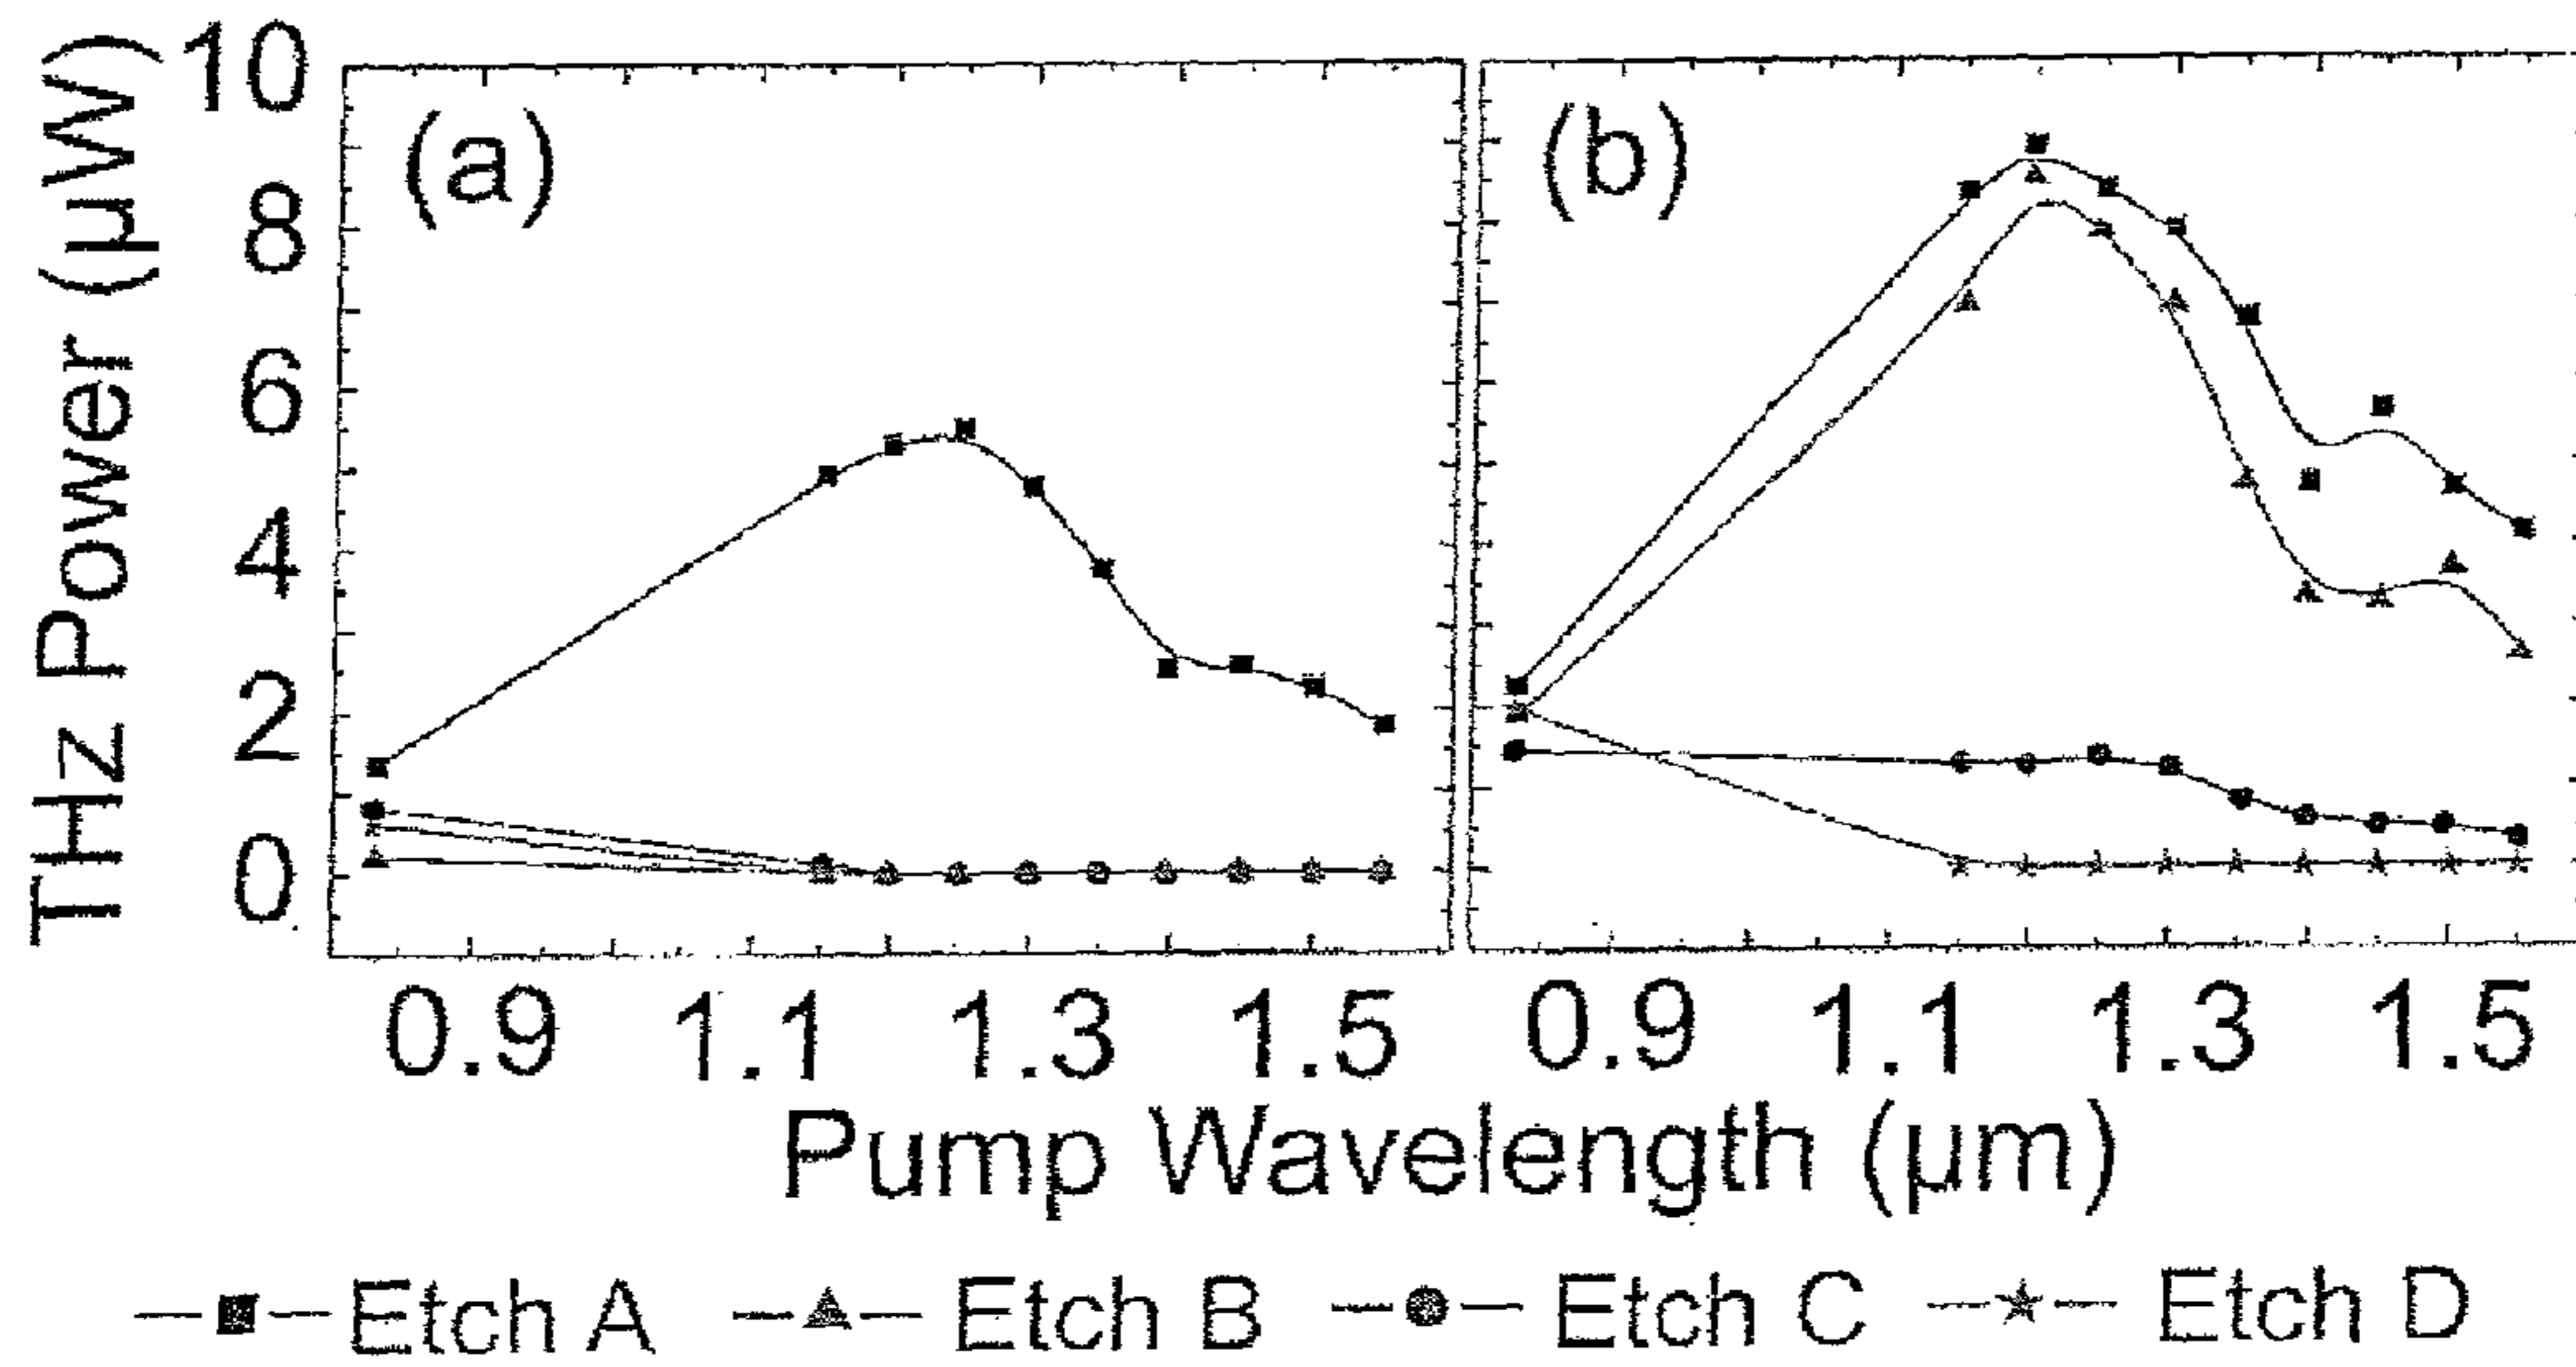 THz Power (μW)
10
8
6
4
2
0
(a)
(b)
0.9 1.1 1.3 1.5 0.9 1.1 1.3 1.5
Pump Wavelength (μm)
Etch A Etch B Etch C Etch D